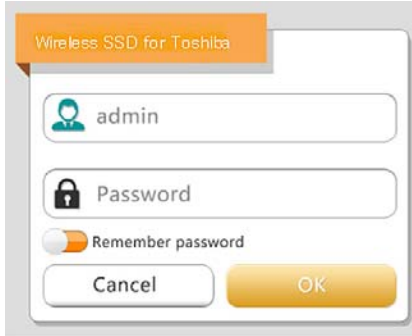 Wireless SSD for Toshiba
admin
Password
Remember password
Cancel OK